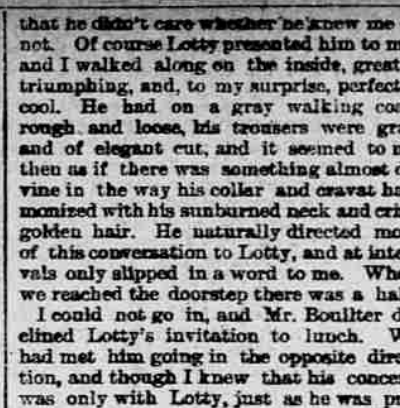 that he didn't care whether he knew me
not. Of course Lotty presented him to m
and I walked along on the inside, great
triumphing, and, to my surprise, perfect
cool. He had on a gray walking coa
rough and loose, his trousers were gra
and of elegant cut, and it seemed to m
then as if there was something almost d
vine in the way his collar and cravat ha
monized with his sunburned neck and cri
golden hair. He naturally directed mo
of this conversation to Lotty, and at inte
vals only slipped in a word to me. Whe
we reached the doorstep there was a hal
I could not go in, and Mr. Boulter d
clined Lotty's invitation to lunch. W
had met him going in the opposite dire
tion, and though I knew that his concer
was only with Lotty, just as he was pr